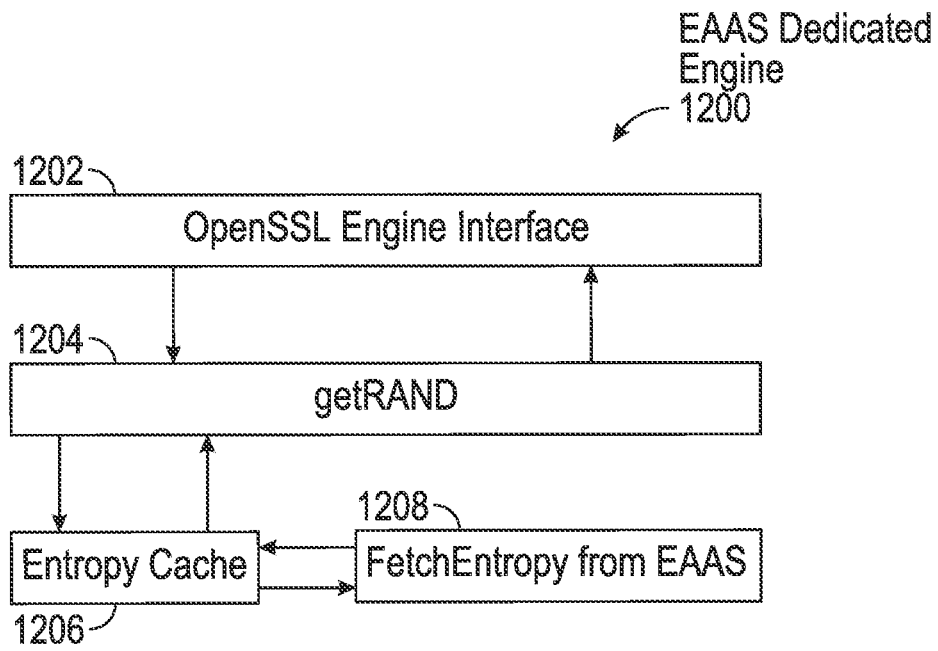 EAAS Dedicated
Engine
1200
1202
OpenSSL Engine Interface
1204
getRAND
1208
Entropy Cache
FetchEntropy from EAAS
1206